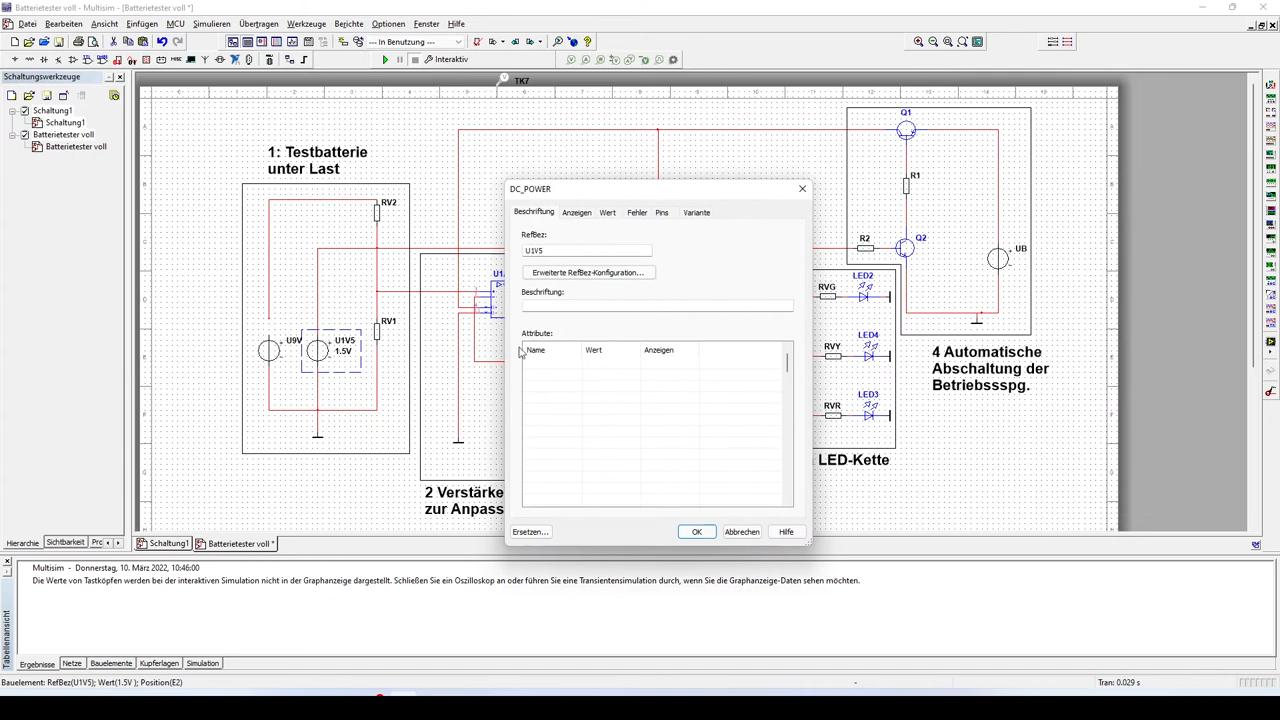 Batterietester voll - Multisim - [Batterietester voll *]
Datei Bearbeiten Ansicht Einfügen MCU Simulieren Übertragen Werkzeuge Berichte Optionen Fenster Hilfe
--- In Benutzung ---
Interaktiv
Schaltungswerkzeuge
Schaltung1
Schaltung1
Batterietester voll
Batterietester voll
TK7
1: Testbatterie
unter Last
RV2
RV1
U9V
U1V5
1.5V
2 Verstärke
zur Anpass
DC_POWER
Beschriftung Anzeigen Wert Fehler Pins Variante
RefBez:
U1V5
Erweiterte RefBez-Konfiguration...
Beschriftung:
Attribute:
Name Wert Anzeigen
Ersetzen... OK Abbrechen Hilfe
Q1
R1
R2
Q2
UB
RVG
LED2
RVY
LED4
RVR
LED3
LED-Kette
4 Automatische
Abschaltung der
Betriebssspg.
Hierarchie Sichtbarkeit
Schaltung1 Batterietester voll *
Multisim - Donnerstag, 10. März 2022, 10:46:00
Die Werte von Testköpfen werden bei der interaktiven Simulation nicht in der Graphanzeige dargestellt. Schließen Sie ein Oszilloskop an oder führen Sie eine Transientensimulation durch, wenn Sie die Graphanzeige-Daten sehen möchten.
Tabellenansicht
Ergebnisse Netze Bauelemente Kupferlagen Simulation
Bauelement: RefBez(U1V5); Wert(1.5V ); Position(E2) - Tran: 0.029 s